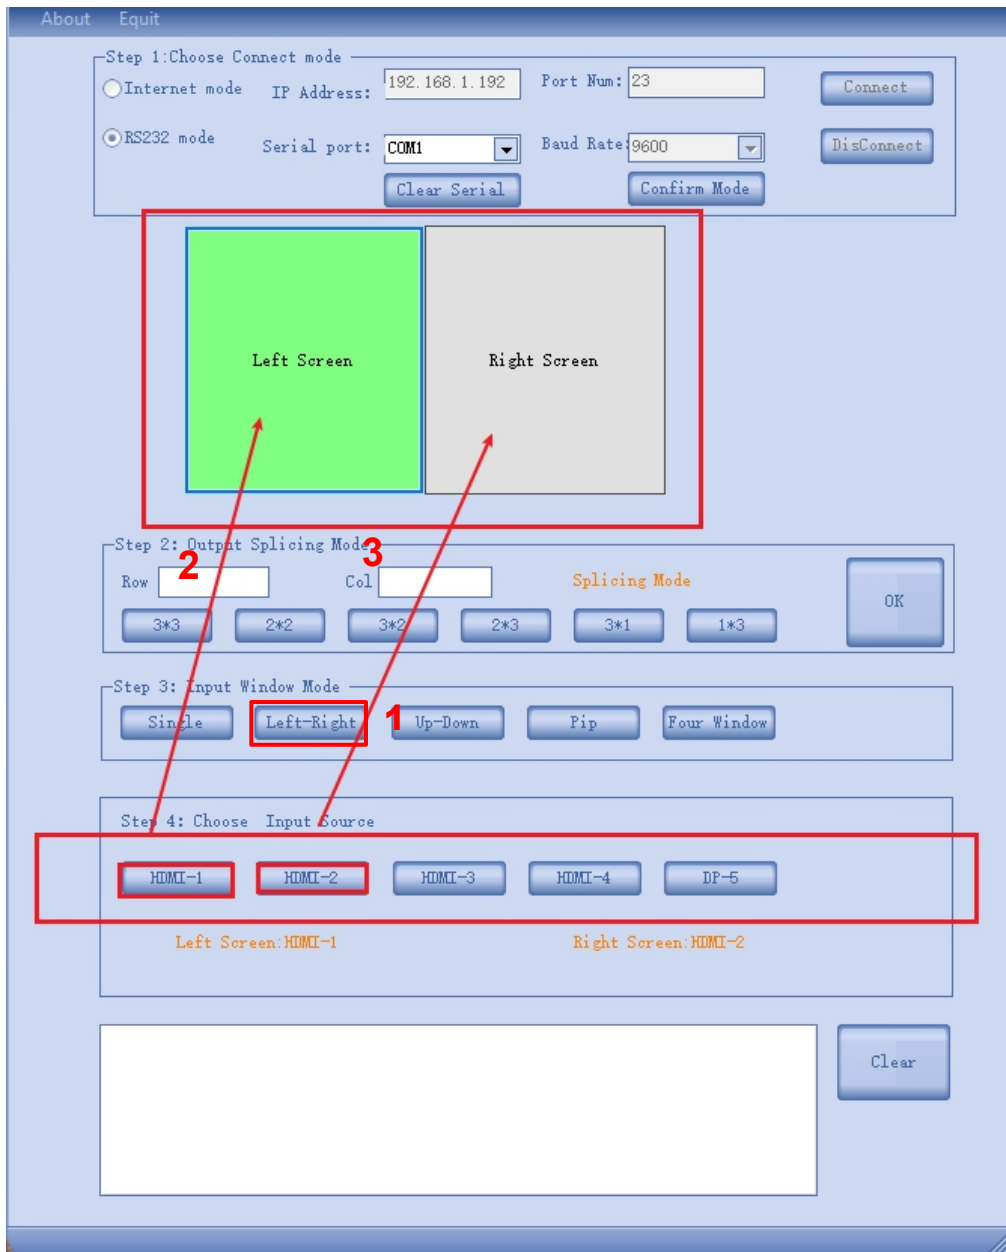 About Equit
Step 1:Choose Connect mode
Internet mode IP Address: 192.168.1.192 Port Num: 23 Connect
RS232 mode Serial port: COM1 Baud Rate: 9600 DisConnect
Clear Serial Confirm Mode
Left Screen Right Screen
Step 2: Output Splicing Mode
2 3
Row Col Splicing Mode
OK
3*3 2*2 3*2 2*3 3*1 1*3
Step 3: Input Window Mode
Single Left-Right 1 Up-Down Pip Four Window
Step 4: Choose Input Source
HDMI-1 HDMI-2 HDMI-3 HDMI-4 DP-5
Left Screen:HDMI-1 Right Screen:HDMI-2
Clear